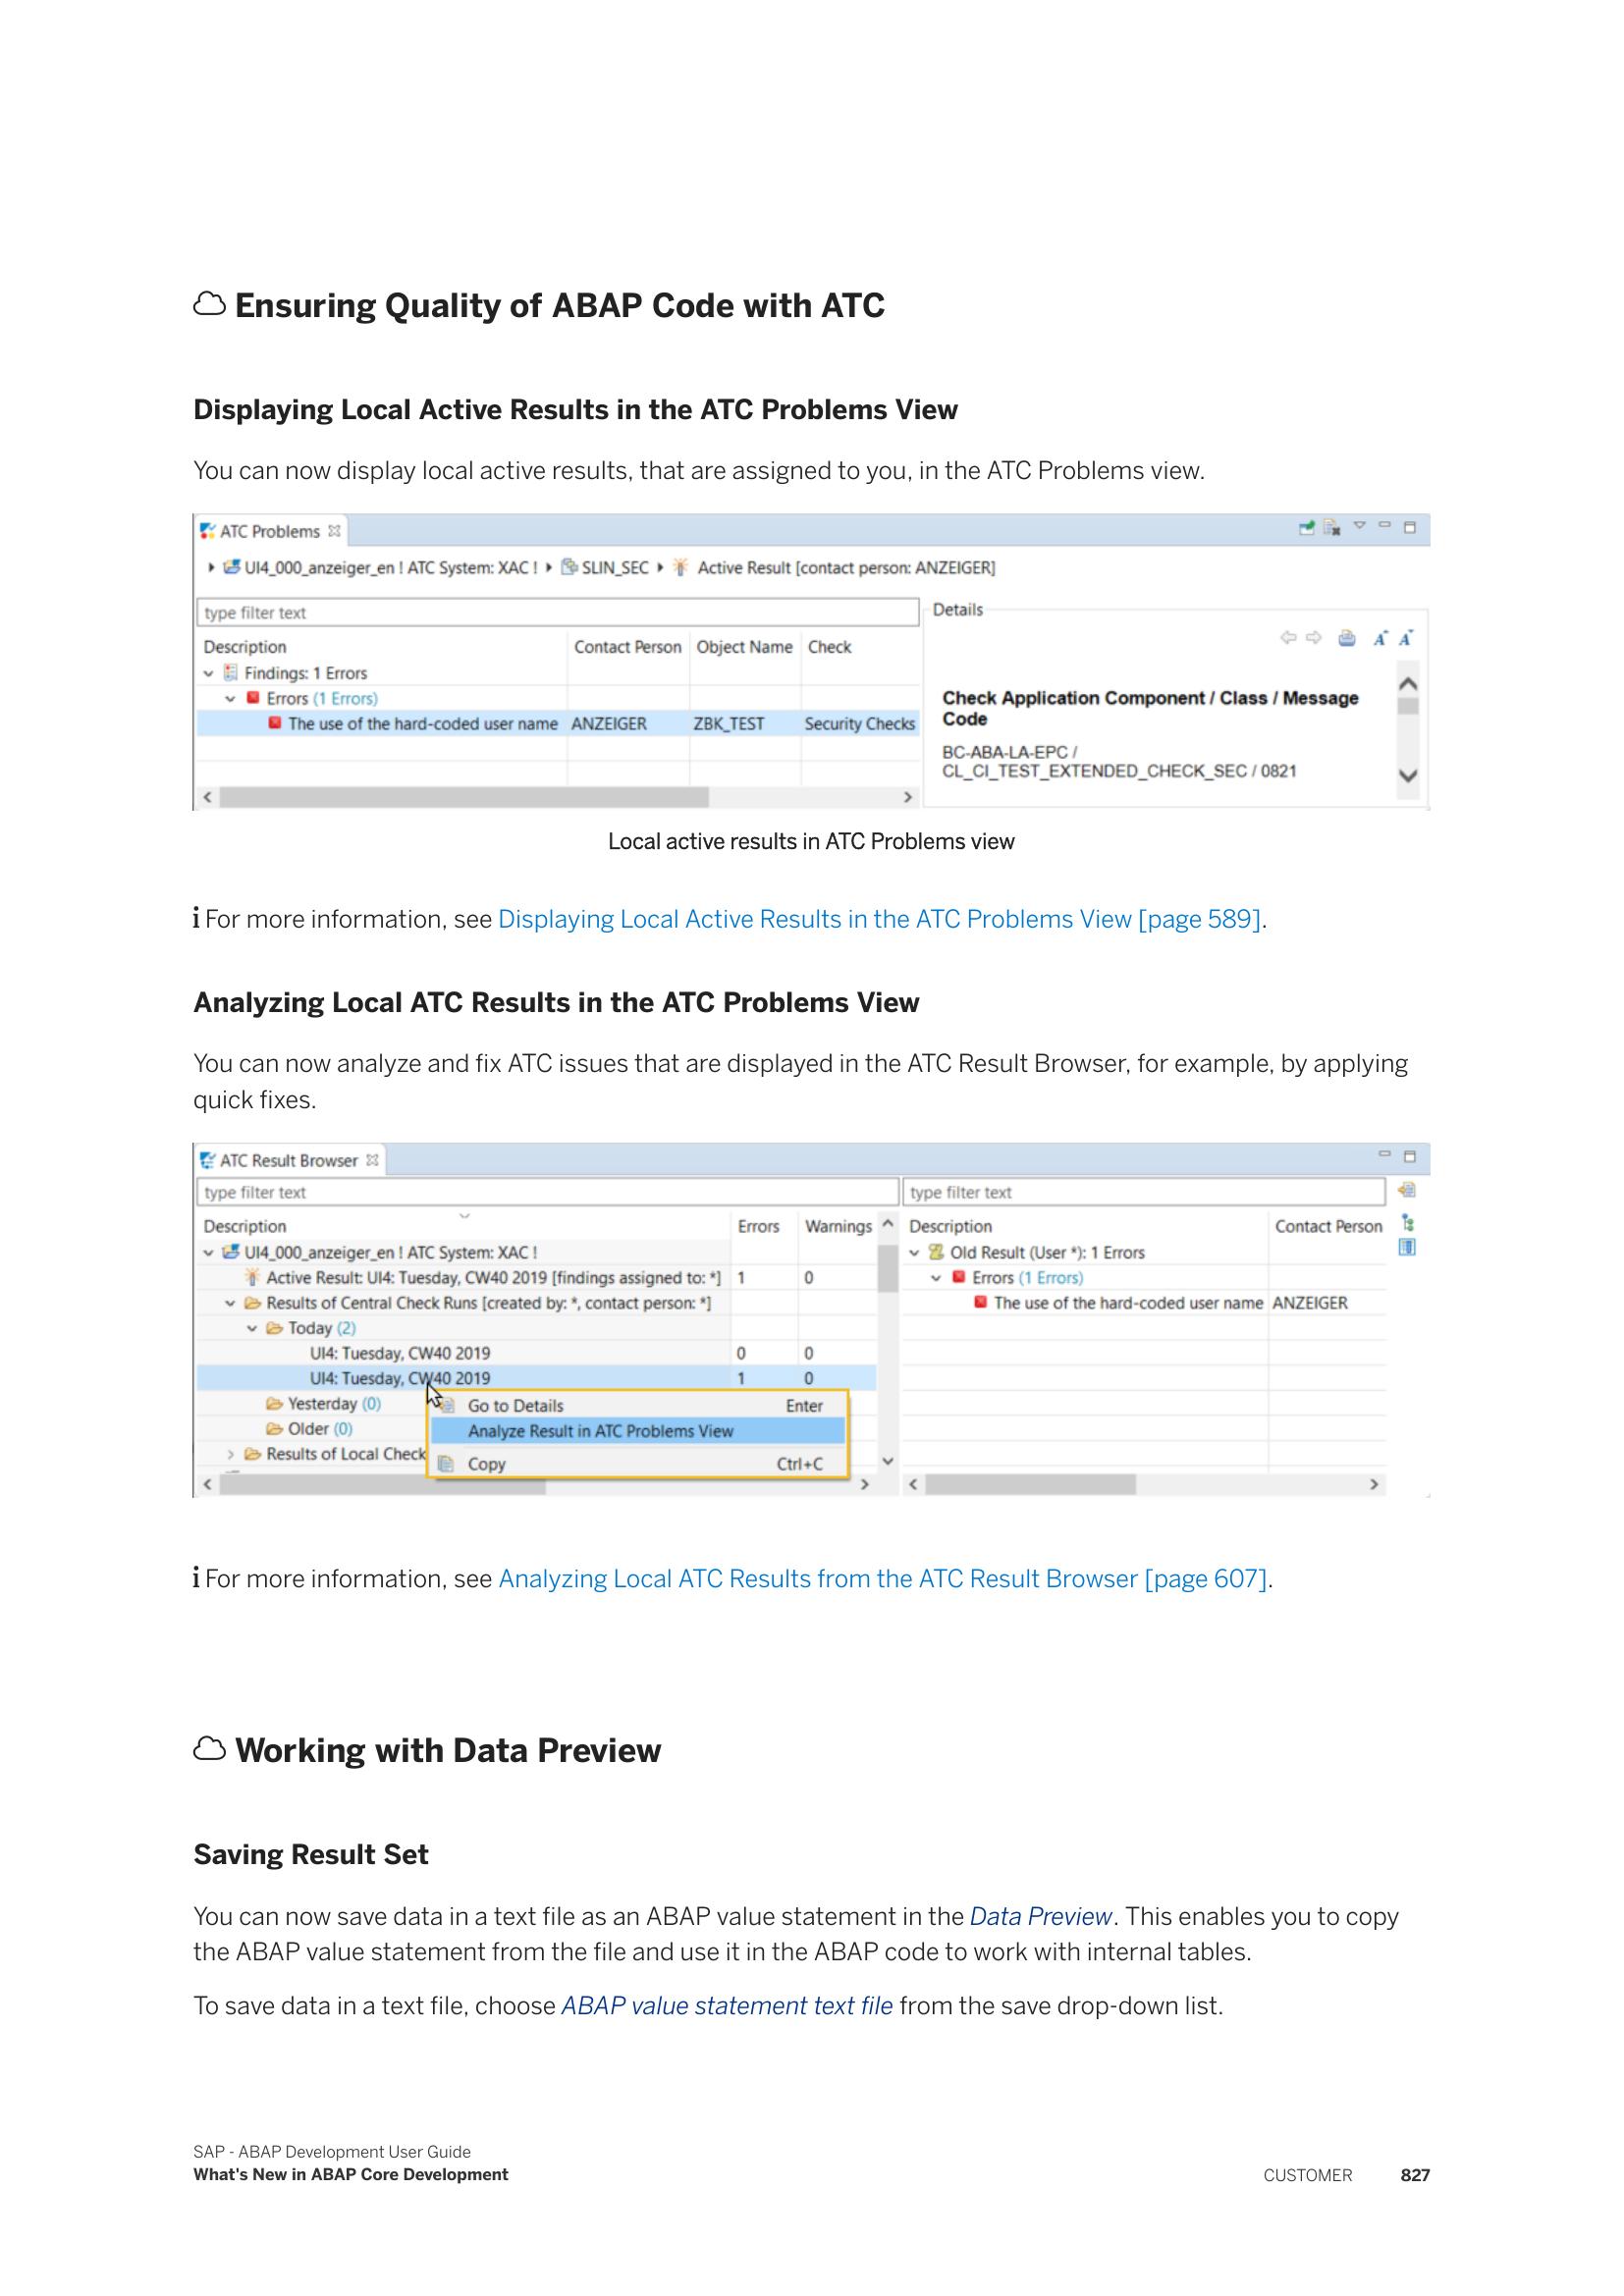 Ensuring Quality of ABAP Code with ATC
Displaying Local Active Results in the ATC Problems View
You can now display local active results, that are assigned to you, in the ATC Problems view.
ATC Problems
UI4_000_anzeiger_en ! ATC System: XAC ! SLIN_SEC Active Result [contact person: ANZEIGER]
type filter text
Description Contact Person Object Name Check
Findings: 1 Errors
Errors (1 Errors)
The use of the hard-coded user name ANZEIGER ZBK_TEST Security Checks
Details
Check Application Component / Class / Message
Code
BC-ABA-LA-EPC /
CL_CI_TEST_EXTENDED_CHECK_SEC / 0821
Local active results in ATC Problems view
i For more information, see Displaying Local Active Results in the ATC Problems View [page 589].
Analyzing Local ATC Results in the ATC Problems View
You can now analyze and fix ATC issues that are displayed in the ATC Result Browser, for example, by applying
quick fixes.
ATC Result Browser
type filter text
Description Errors Warnings
UI4_000_anzeiger_en ! ATC System: XAC !
Active Result: UI4: Tuesday, CW40 2019 [findings assigned to: *] 1 0
Results of Central Check Runs [created by: *, contact person: *]
Today (2)
UI4: Tuesday, CW40 2019 0 0
UI4: Tuesday, CW40 2019 1 0
Yesterday (0)
Older (0)
Results of Local Check
Go to Details Enter
Analyze Result in ATC Problems View
Copy Ctrl+C
type filter text
Description Contact Person
Old Result (User *): 1 Errors
Errors (1 Errors)
The use of the hard-coded user name ANZEIGER
i For more information, see Analyzing Local ATC Results from the ATC Result Browser [page 607].
Working with Data Preview
Saving Result Set
You can now save data in a text file as an ABAP value statement in the Data Preview. This enables you to copy
the ABAP value statement from the file and use it in the ABAP code to work with internal tables.
To save data in a text file, choose ABAP value statement text file from the save drop-down list.
SAP - ABAP Development User Guide
What's New in ABAP Core Development
CUSTOMER 827